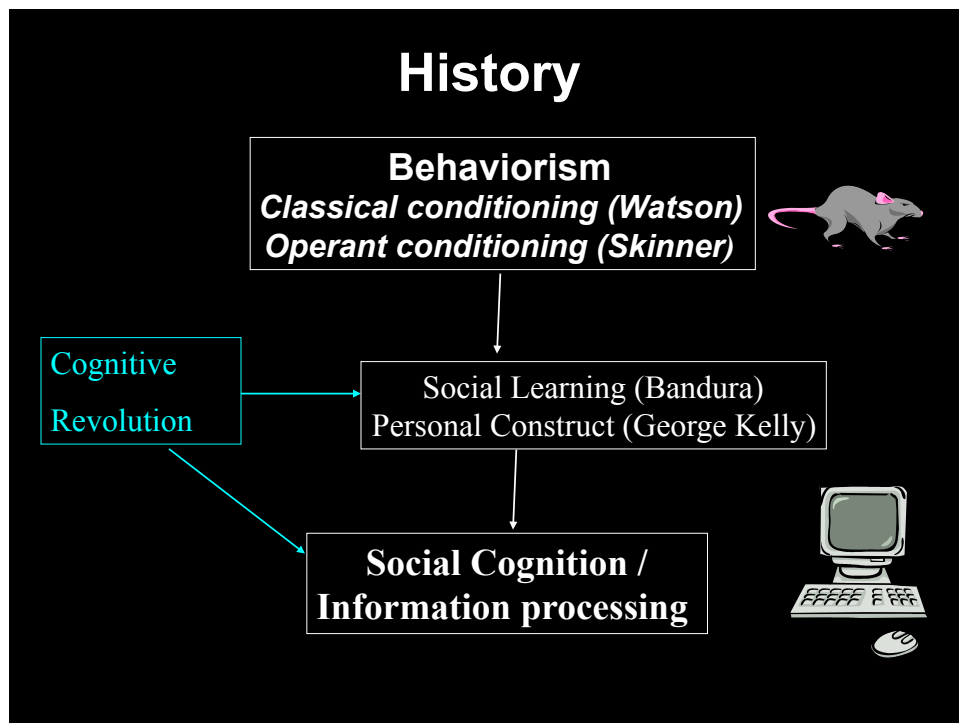 History
Behaviorism
Classical conditioning (Watson)
Operant conditioning (Skinner)
Cognitive
Revolution
Social Learning (Bandura)
Personal Construct (George Kelly)
Social Cognition /
Information processing